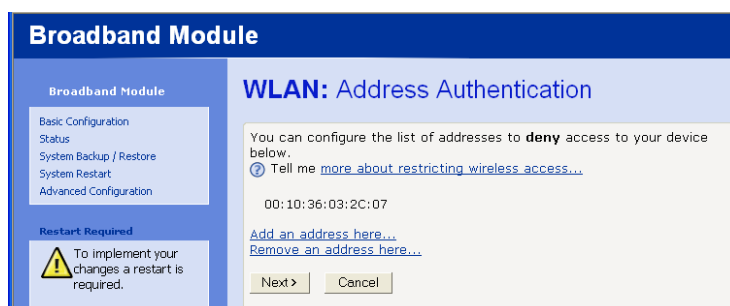 Broadband Module
Broadband Module
Basic Configuration
Status
System Backup / Restore
System Restart
Advanced Configuration
Restart Required
To implement your
changes a restart is
required.
WLAN: Address Authentication
You can configure the list of addresses to deny access to your device
below.
? Tell me more about restricting wireless access...
00:10:36:03:2C:07
Add an address here...
Remove an address here...
Next> Cancel